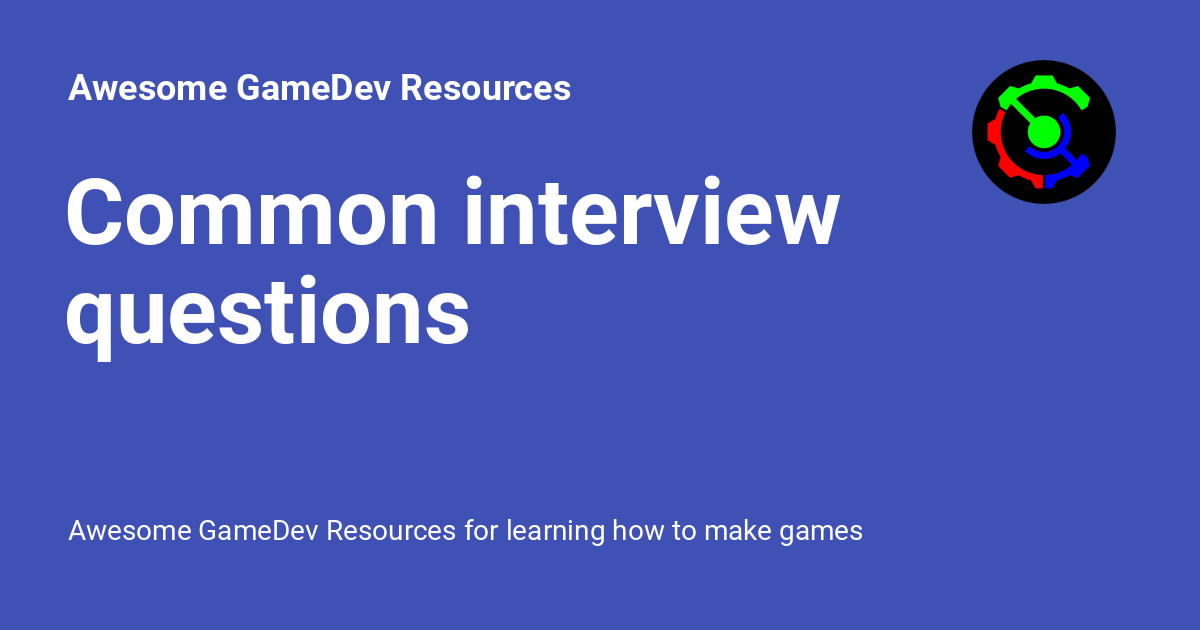 Awesome GameDev Resources
Common interview
questions
Awesome GameDev Resources for learning how to make games